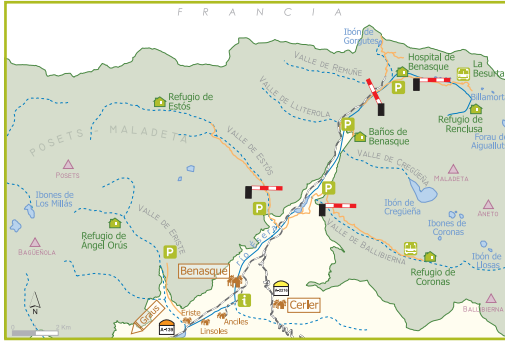 FRANCIA
Ibón de
Gorgutes
Hospital de
Benasque
La
Besurta
VALLE DE REMUÑE
Billamorta
VALLE DE LLITEROLA
P
Refugio de
Estós
Refugio de
Renclusa
Forau de
Aigualluts
P
Baños de
Benasque
POSETS - MALADETA
VALLE DE ESTÓS
VALLE DE CREGÜEÑA
POSETS
MALADETA
P
Ibones de
Los Millás
Ibón de
Cregüeña
ANETO
P
VALLE DE ERISTE
Ibones de
Coronas
Refugio de
Ángel Orús
VALLE DE BALLIBIERNA
BAGÜEÑOLA
P
Ibón de
Llosas
Refugio de
Coronas
Benasque
A-2276
i
Cerler
BALLIBIERNA
N
Graus
Eriste
Anciles
Linsoles
A-139